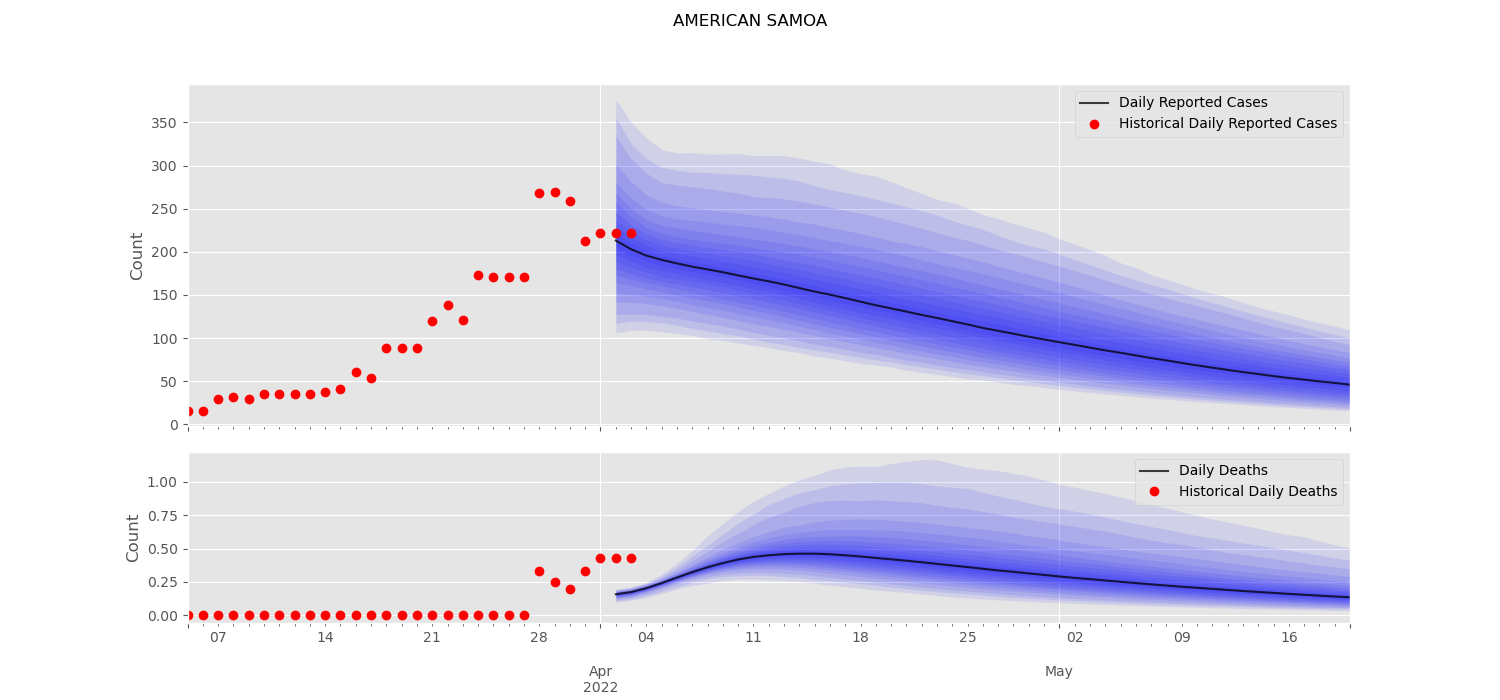 AMERICAN SAMOA
Count
350
300
250
200
150
100
50
0
Daily Reported Cases
Historical Daily Reported Cases
Count
1.00
0.75
0.50
0.25
0.00
Daily Deaths
Historical Daily Deaths
07 14 21 28 04 11 18 25 02 09 16
Apr May
2022